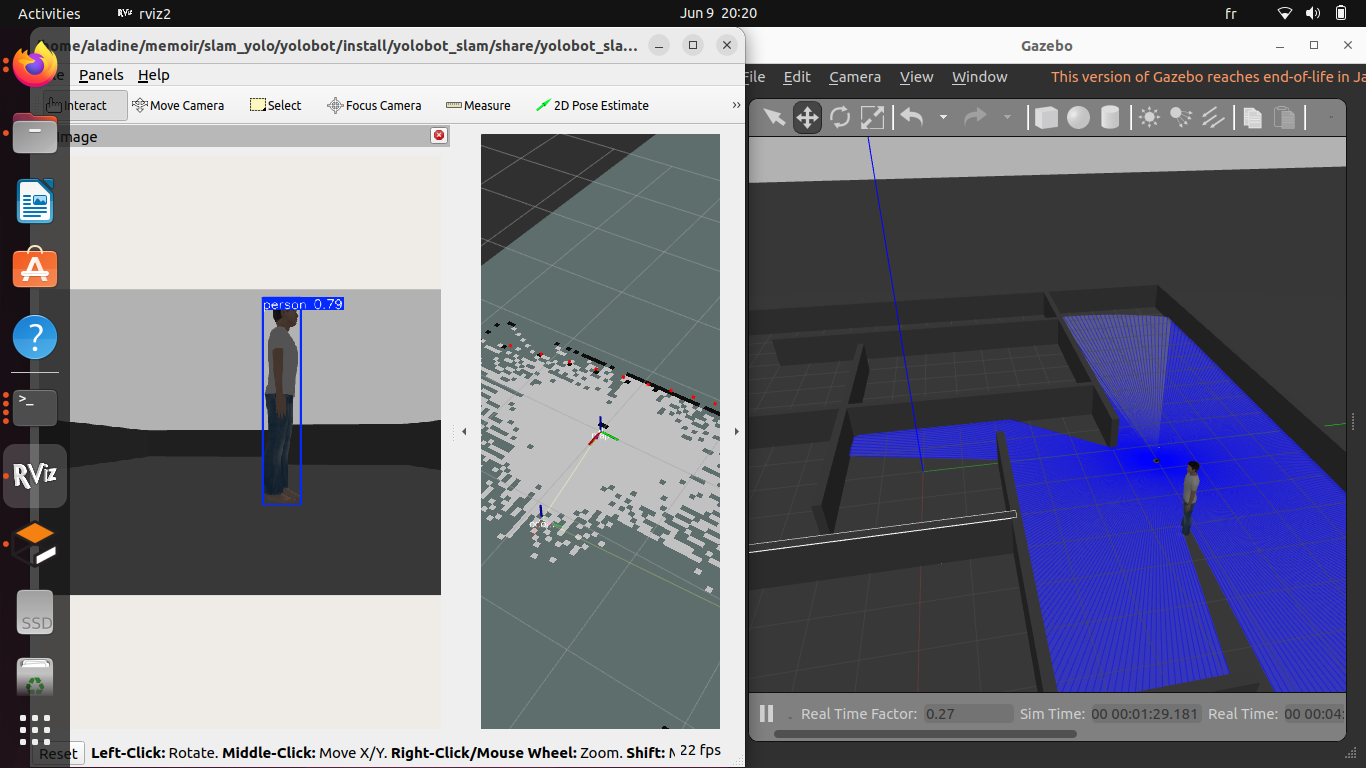 Activities
RViz rviz2
Jun 9 20:20
fr
home/aladine/memoir/slam_yolo/yolobot/install/yolobot_slam/share/yolobot_sla...
Panels Help
Interact Move Camera Select Focus Camera Measure 2D Pose Estimate »
Image
person 0.79
RViz
SSD
Reset Left-Click: Rotate. Middle-Click: Move X/Y. Right-Click/Mouse Wheel: Zoom. Shift: 22 fps
Gazebo
File Edit Camera View Window This version of Gazebo reaches end-of-life in Ja
Real Time Factor: 0.27 Sim Time: 00 00:01:29.181 Real Time: 00 00:04: